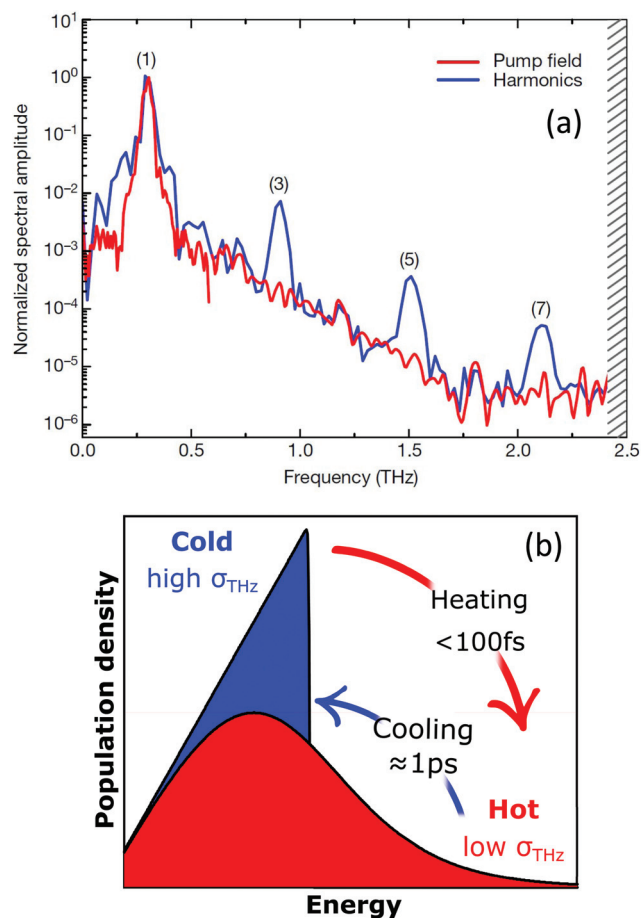 10¹
10⁰
10⁻¹
10⁻²
10⁻³
10⁻⁴
10⁻⁵
10⁻⁶
Normalized spectral amplitude
(1)
(3)
(5)
(7)
Pump field
Harmonics
(a)
0.0 0.5 1.0 1.5 2.0 2.5
Frequency (THz)
(b)
Cold
high σTHz
Heating
<100fs
Cooling
≈1ps
Hot
low σTHz
Population density
Energy